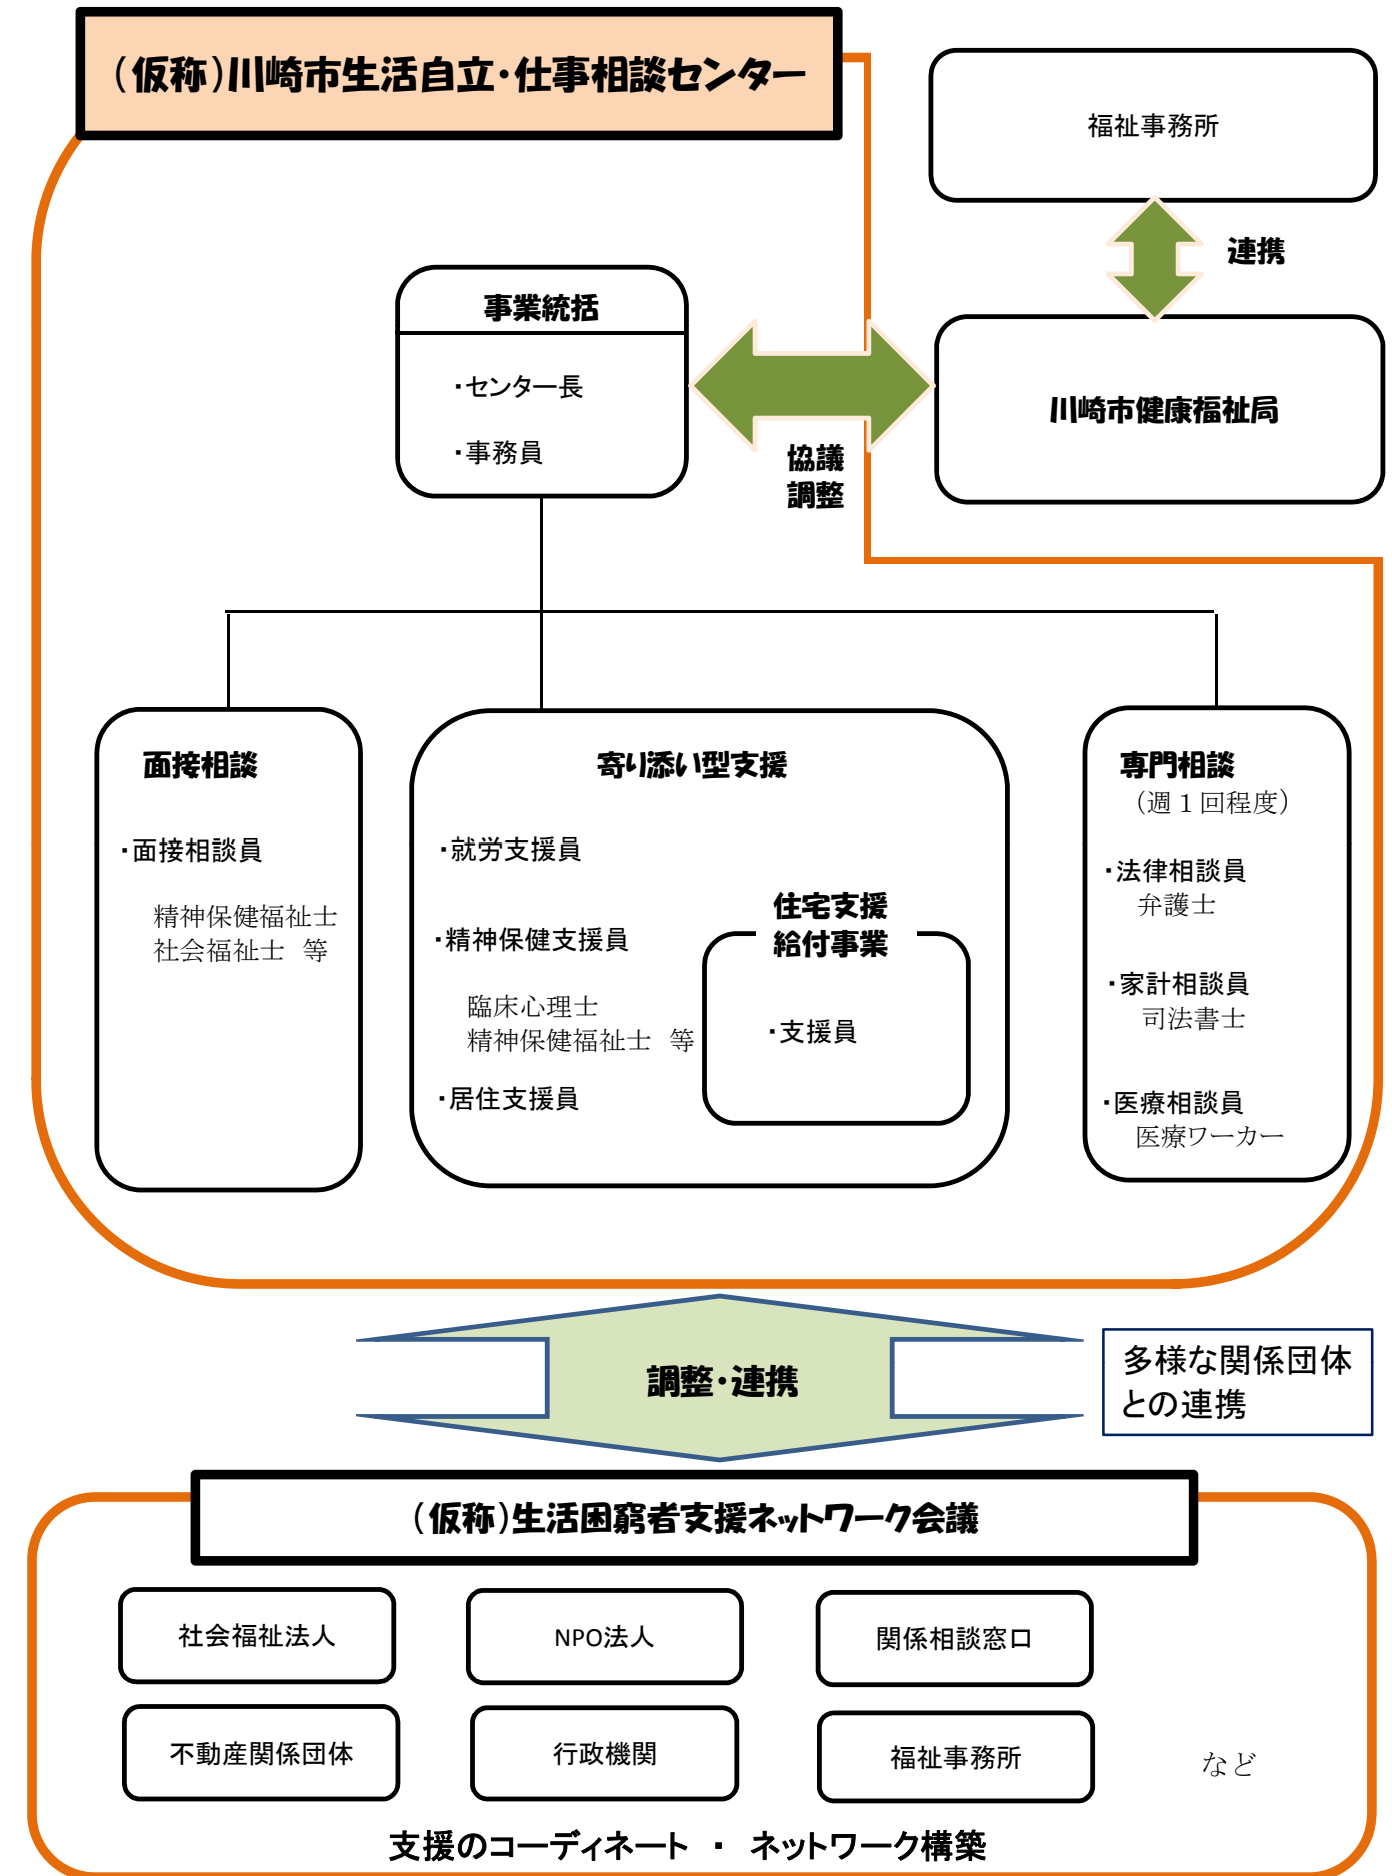 （仮称）川崎市生活自立・仕事相談センター
福祉事務所
連携
事業統括
・センター長
・事務員
川崎市健康福祉局
協議
調整
面接相談
・面接相談員
精神保健福祉士
社会福祉士　等
寄り添い型支援
・就労支援員
・精神保健支援員
臨床心理士
精神保健福祉士　等
・居住支援員
住宅支援
給付事業
・支援員
専門相談
（週１回程度）
・法律相談員
弁護士
・家計相談員
司法書士
・医療相談員
医療ワーカー
調整・連携
多様な関係団体
との連携
（仮称）生活困窮者支援ネットワーク会議
社会福祉法人
NPO法人
関係相談窓口
不動産関係団体
行政機関
福祉事務所
など
支援のコーディネート　・　ネットワーク構築